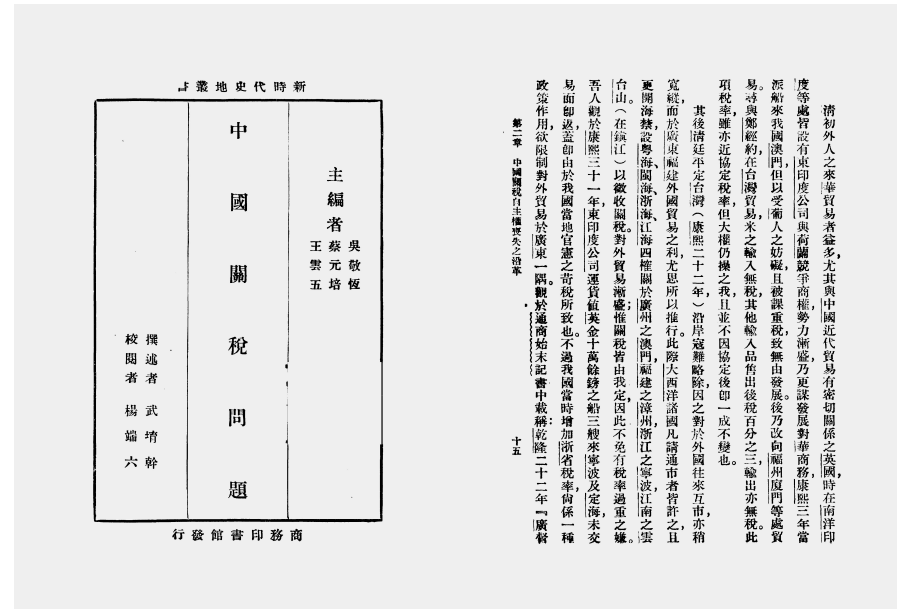 新時代史地叢書
主編者
吳敬恆
蔡元培
王雲五
中國關稅問題
撰述者 武堉幹
校閱者 楊端六
商務印書館發行
清初外人之來華貿易者益多,尤其與中國近代貿易有密切關係之英國,時在南洋印
度等處皆設有東印度公司與荷蘭競爭商權,勢力漸盛,乃更謀發展對華商務,康熙三年當
派船來我國澳門,但以受葡人之妨礙,且被課重稅,致無由發展。後乃改向福州廈門等處貿
易。尋與鄭經約在台灣貿易,米之輸入無稅,其他輸入品售出後稅百分之三,輸出亦無稅。此
項稅率,雖亦近協定稅率,但大權仍操之我,且並不因協定後卽一成不變也。
其後清廷平定台灣(康熙二十二年)沿岸寇難略除,因之對於外國往來互市,亦稍
寬縱,而於廣東福建外國貿易之利,尤思所以推行。此際大西洋諸國凡請通市者皆許之,且
更開海禁,設粵海、閩海、浙海、江海四榷關於廣州之澳門,福建之漳州,浙江之寧波,江南之雲
台山(在鎮江)以徵收關稅。對外貿易漸盛;惟關稅皆由我定,因此不免有稅率過重之嫌。
吾人觀於康熙三十一年,東印度公司運貨值英金十萬餘鎊之船三艘來寧波及定海,未交
易而卽返,蓋卽由於我國當地官憲之苛稅所致也。不過我國當時增加浙省稅率,尚係一種
政策作用,欲限制對外貿易於廣東一隅。觀於通商始末記書中載稱:乾隆二十二年『廣督
第二章 中國關稅自主權喪失之沿革
十五